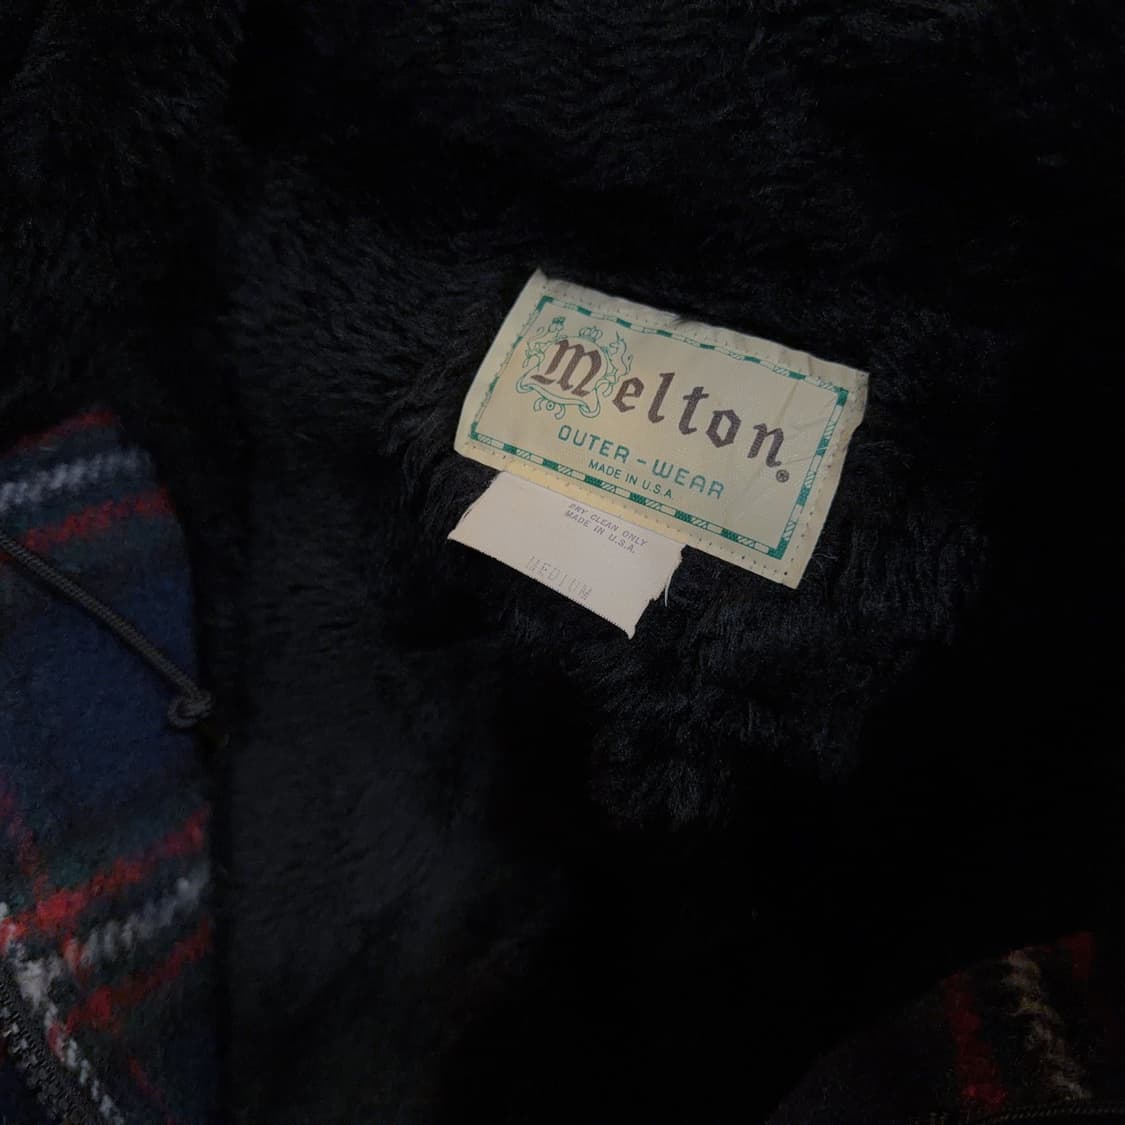 Melton®
OUTER-WEAR
MADE IN U.S.A.
DRY CLEAN ONLY
MADE IN U.S.A.
MEDIUM